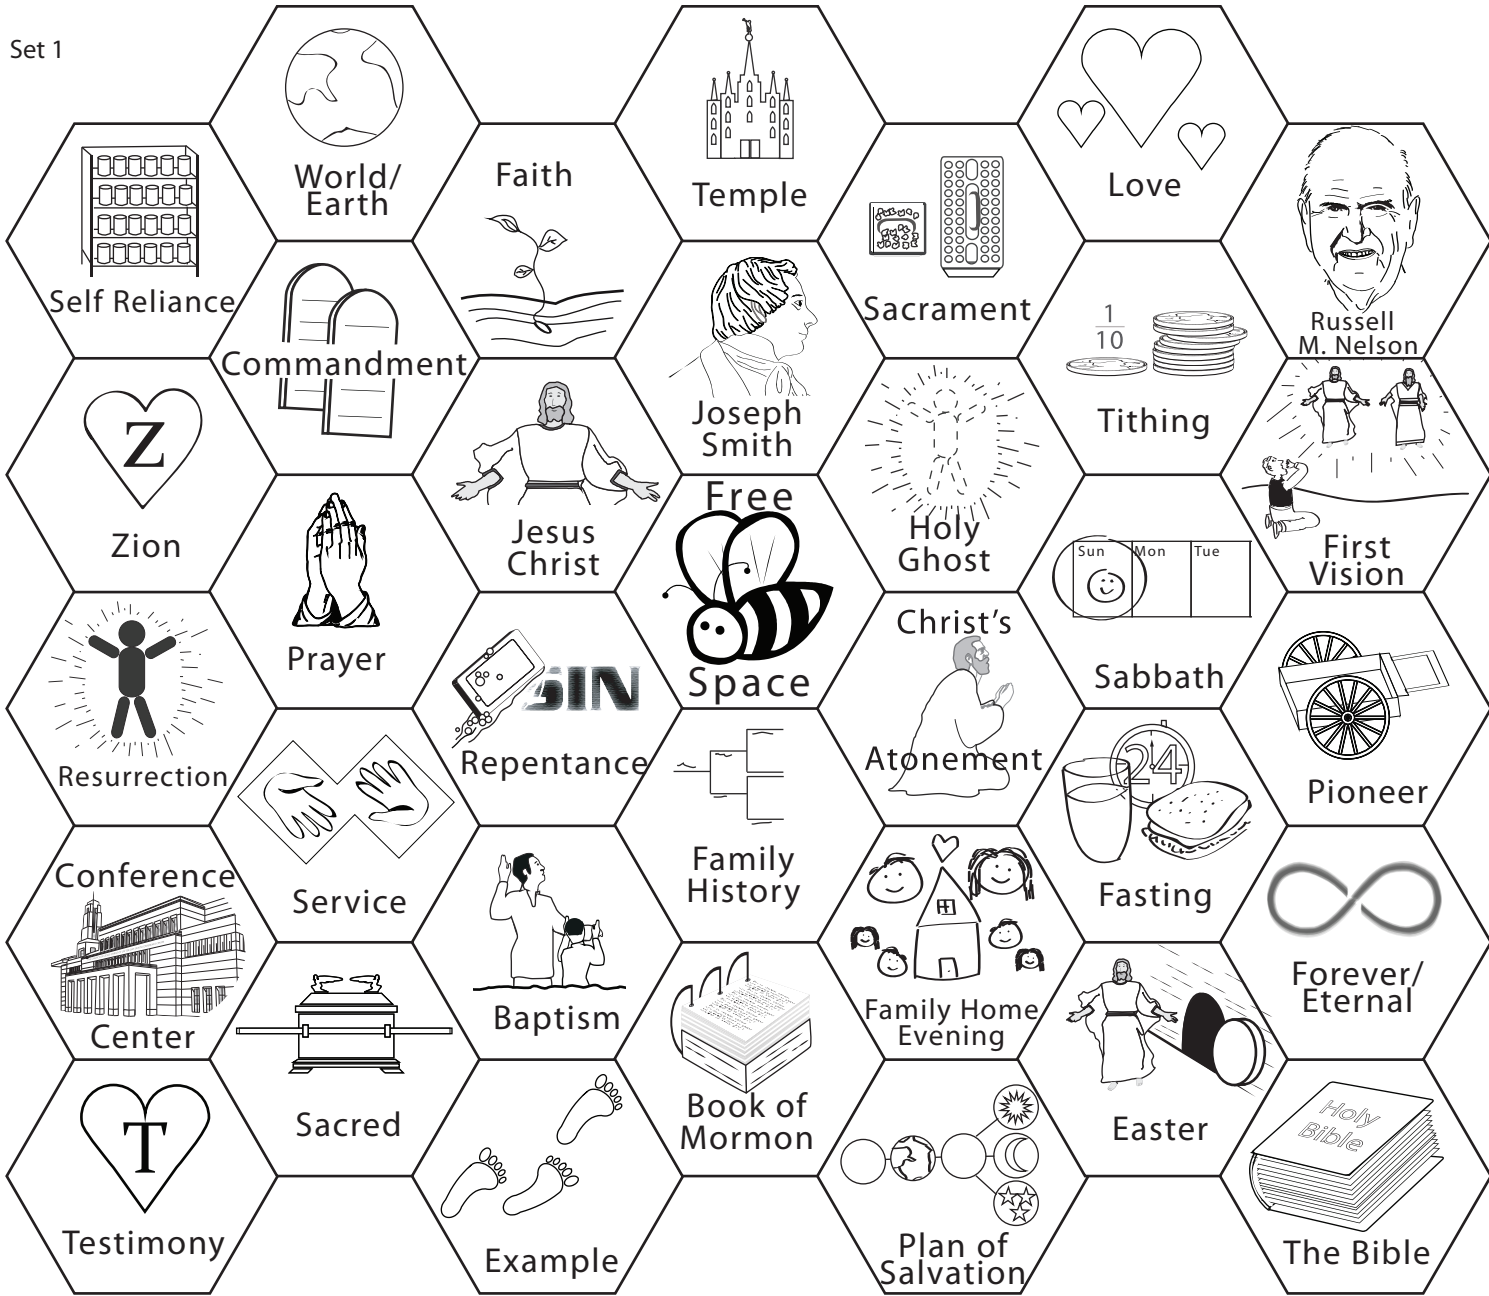 Set 1
World/
Earth
Temple
Love
Self Reliance
Faith
Sacrament
Russell
M. Nelson
Commandment
Joseph
Smith
1
10
Tithing
Z
Zion
Jesus
Christ
Holy
Ghost
First
Vision
Prayer
Free
Space
Sun
Mon
Tue
Sabbath
Resurrection
SIN
Repentance
Christ's
Atonement
Pioneer
Service
Family
History
24
Fasting
Conference
Center
Baptism
Family Home
Evening
Forever/
Eternal
Sacred
Book of
Mormon
Easter
T
Testimony
Example
Plan of
Salvation
Holy
Bible
The Bible